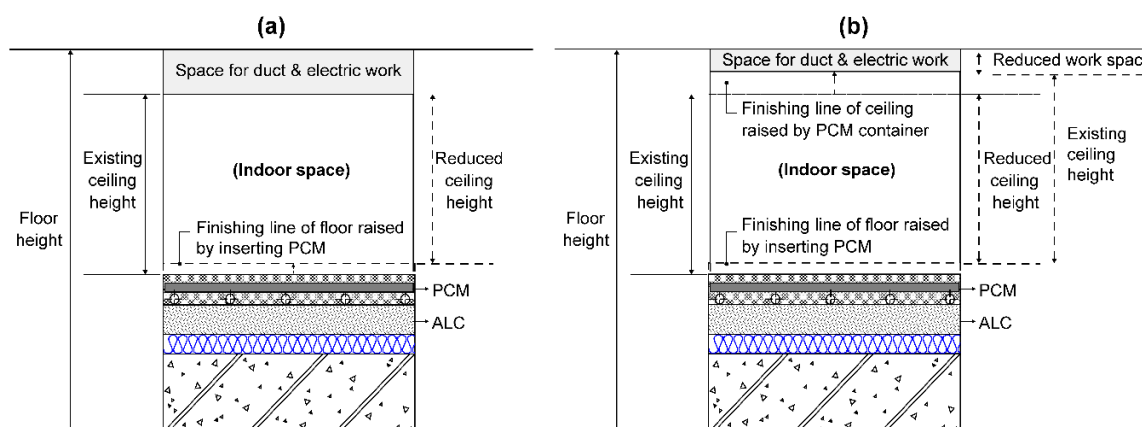 (a)
Space for duct & electric work
Existing
ceiling
height
(Indoor space)
Reduced
ceiling
height
Floor
height
Finishing line of floor raised
by inserting PCM
PCM
ALC
(b)
Space for duct & electric work
Reduced work space
Finishing line of ceiling
raised by PCM container
Existing
ceiling
height
(Indoor space)
Reduced
ceiling
height
Existing
ceiling
height
Floor
height
Finishing line of floor raised
by inserting PCM
PCM
ALC